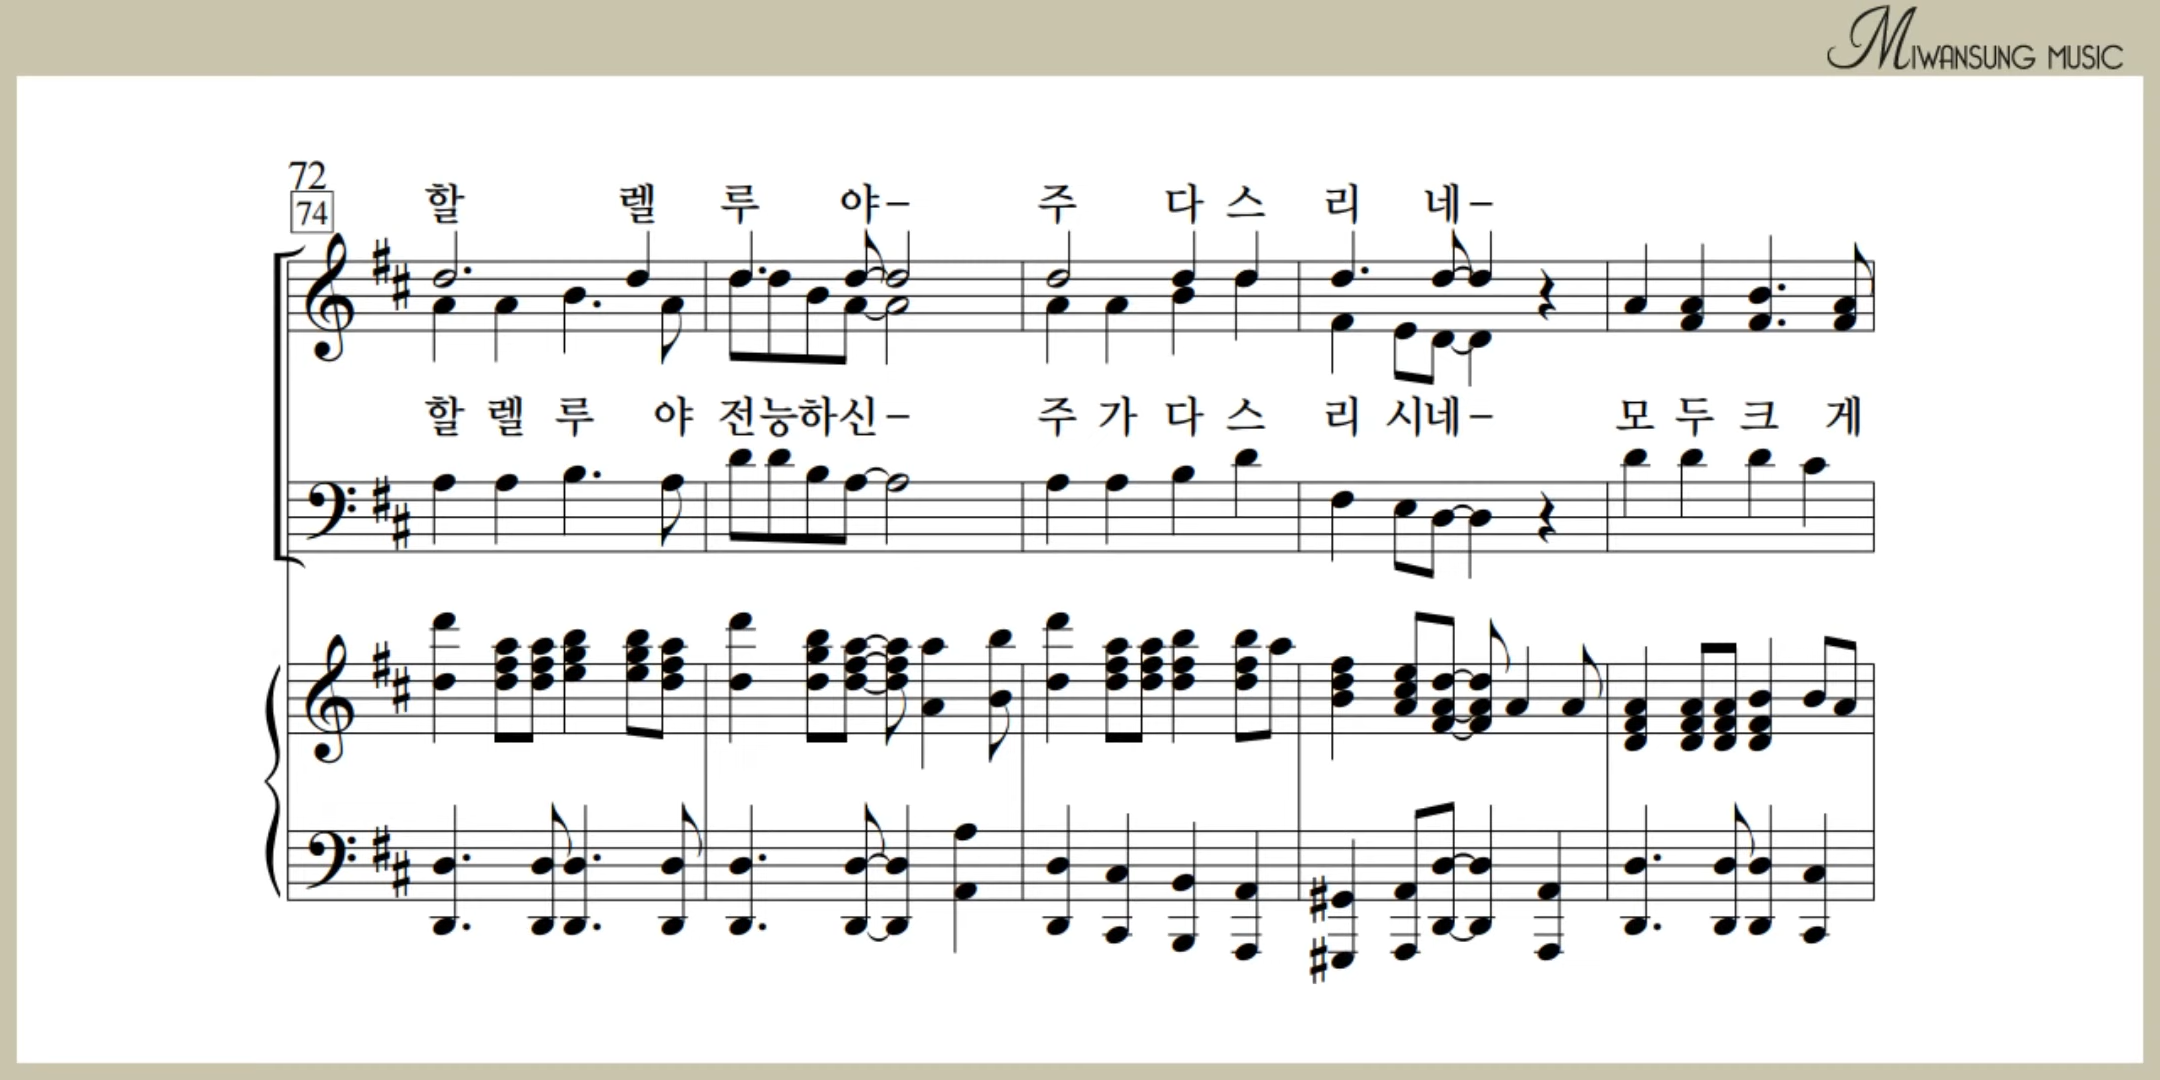 MIWANSUNG MUSIC
72
74
할 렐 루 야- 주 다 스 리 네-
할 렐 루 야 전능하신- 주 가 다 스 리 시네- 모 두 크 게